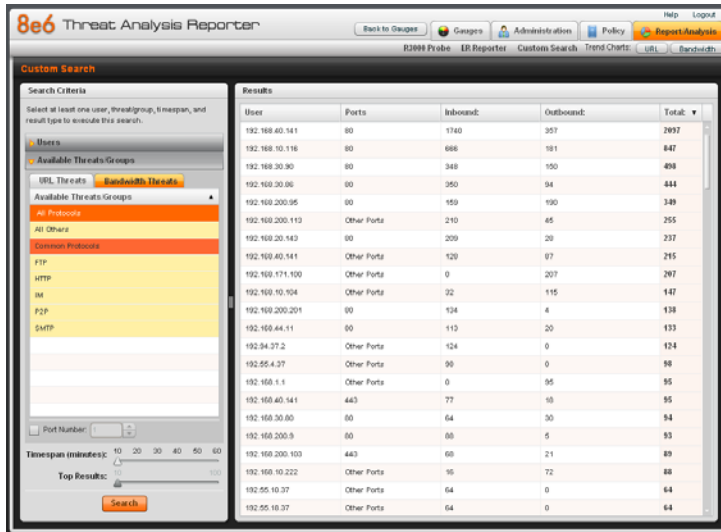 Help Logout
8e6 Threat Analysis Reporter
Back to Gauges Gauges Administration Policy Report/Analysis
R3000 Probe ER Reporter Custom Search Trend Charts: URL Bandwidth
Custom Search
Search Criteria
Select at least one user, threat/group, timespan, and
result type to execute this search.
Users
Available Threats/Groups
URL Threats Bandwidth Threats
Available Threats/Groups ▲
All Protocols
All Others
Common Protocols
FTP
HTTP
IM
P2P
SMTP
Port Number: 1
Timespan (minutes): 10 20 30 40 50 60
Top Results: 10 100
Search
Results
User Ports Inbound: Outbound: Total: ▼
192.168.40.141 80 1740 357 2097
192.168.10.116 80 666 181 847
192.168.30.90 80 348 150 498
192.168.30.86 80 350 94 444
192.168.200.95 80 159 190 349
192.168.200.113 Other Ports 210 45 255
192.168.20.143 80 209 28 237
192.168.40.141 Other Ports 128 87 215
192.168.171.100 Other Ports 0 207 207
192.168.10.104 Other Ports 32 115 147
192.168.200.201 80 134 4 138
192.168.44.11 80 113 20 133
192.94.37.2 Other Ports 124 0 124
192.55.4.37 Other Ports 98 0 98
192.168.1.1 Other Ports 0 95 95
192.168.40.141 443 77 18 95
192.168.30.80 80 64 30 94
192.168.200.9 80 88 5 93
192.168.200.103 443 68 21 89
192.168.10.222 Other Ports 16 72 88
192.55.10.37 Other Ports 64 0 64
192.55.18.37 Other Ports 64 0 64